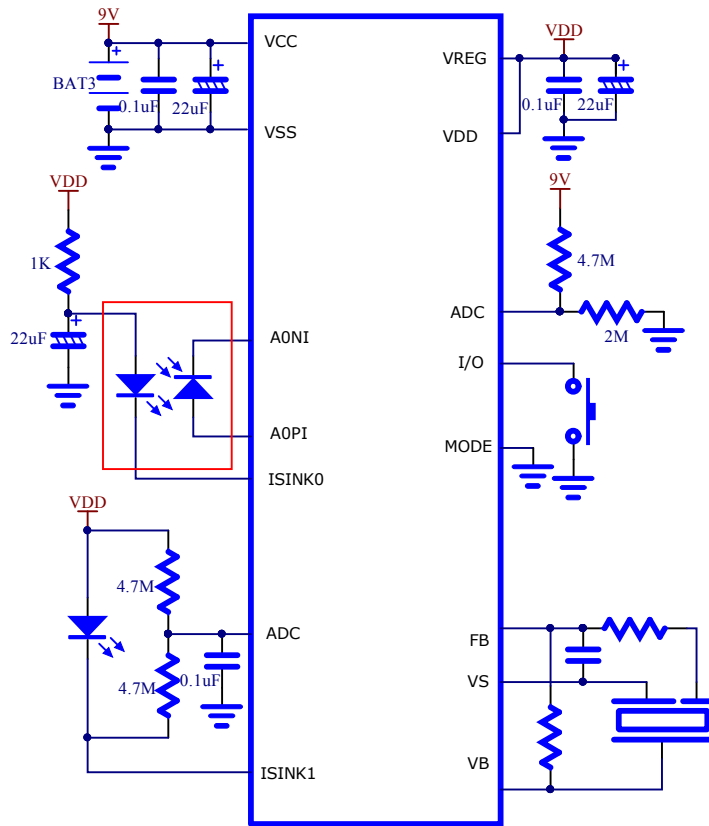 9V
BAT3
0.1uF
22uF
VCC
VSS
VDD
1K
22uF
A0NI
A0PI
ISINK0
VDD
4.7M
4.7M
0.1uF
ADC
ISINK1
VREG
VDD
VDD
0.1uF
22uF
9V
4.7M
ADC
2M
I/O
MODE
FB
VS
VB